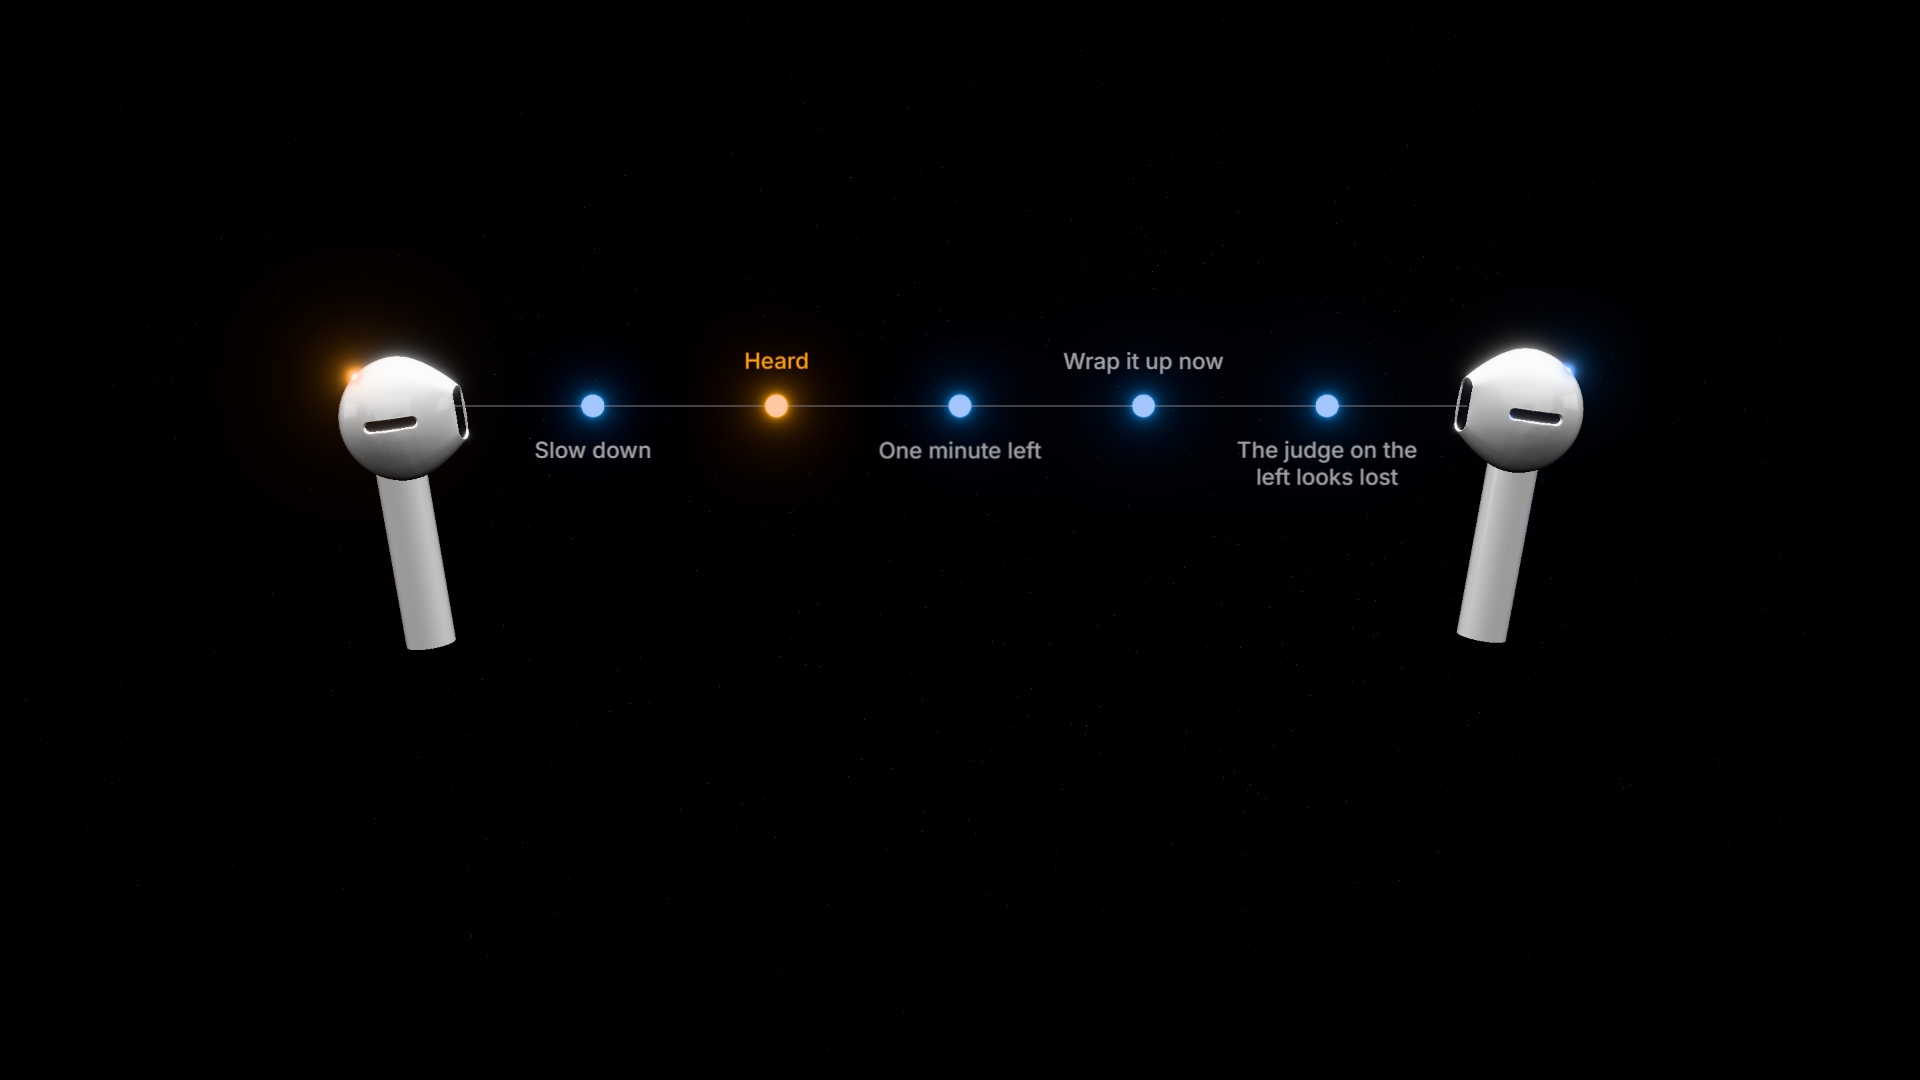 Heard
Wrap it up now
Slow down
One minute left
The judge on the
left looks lost